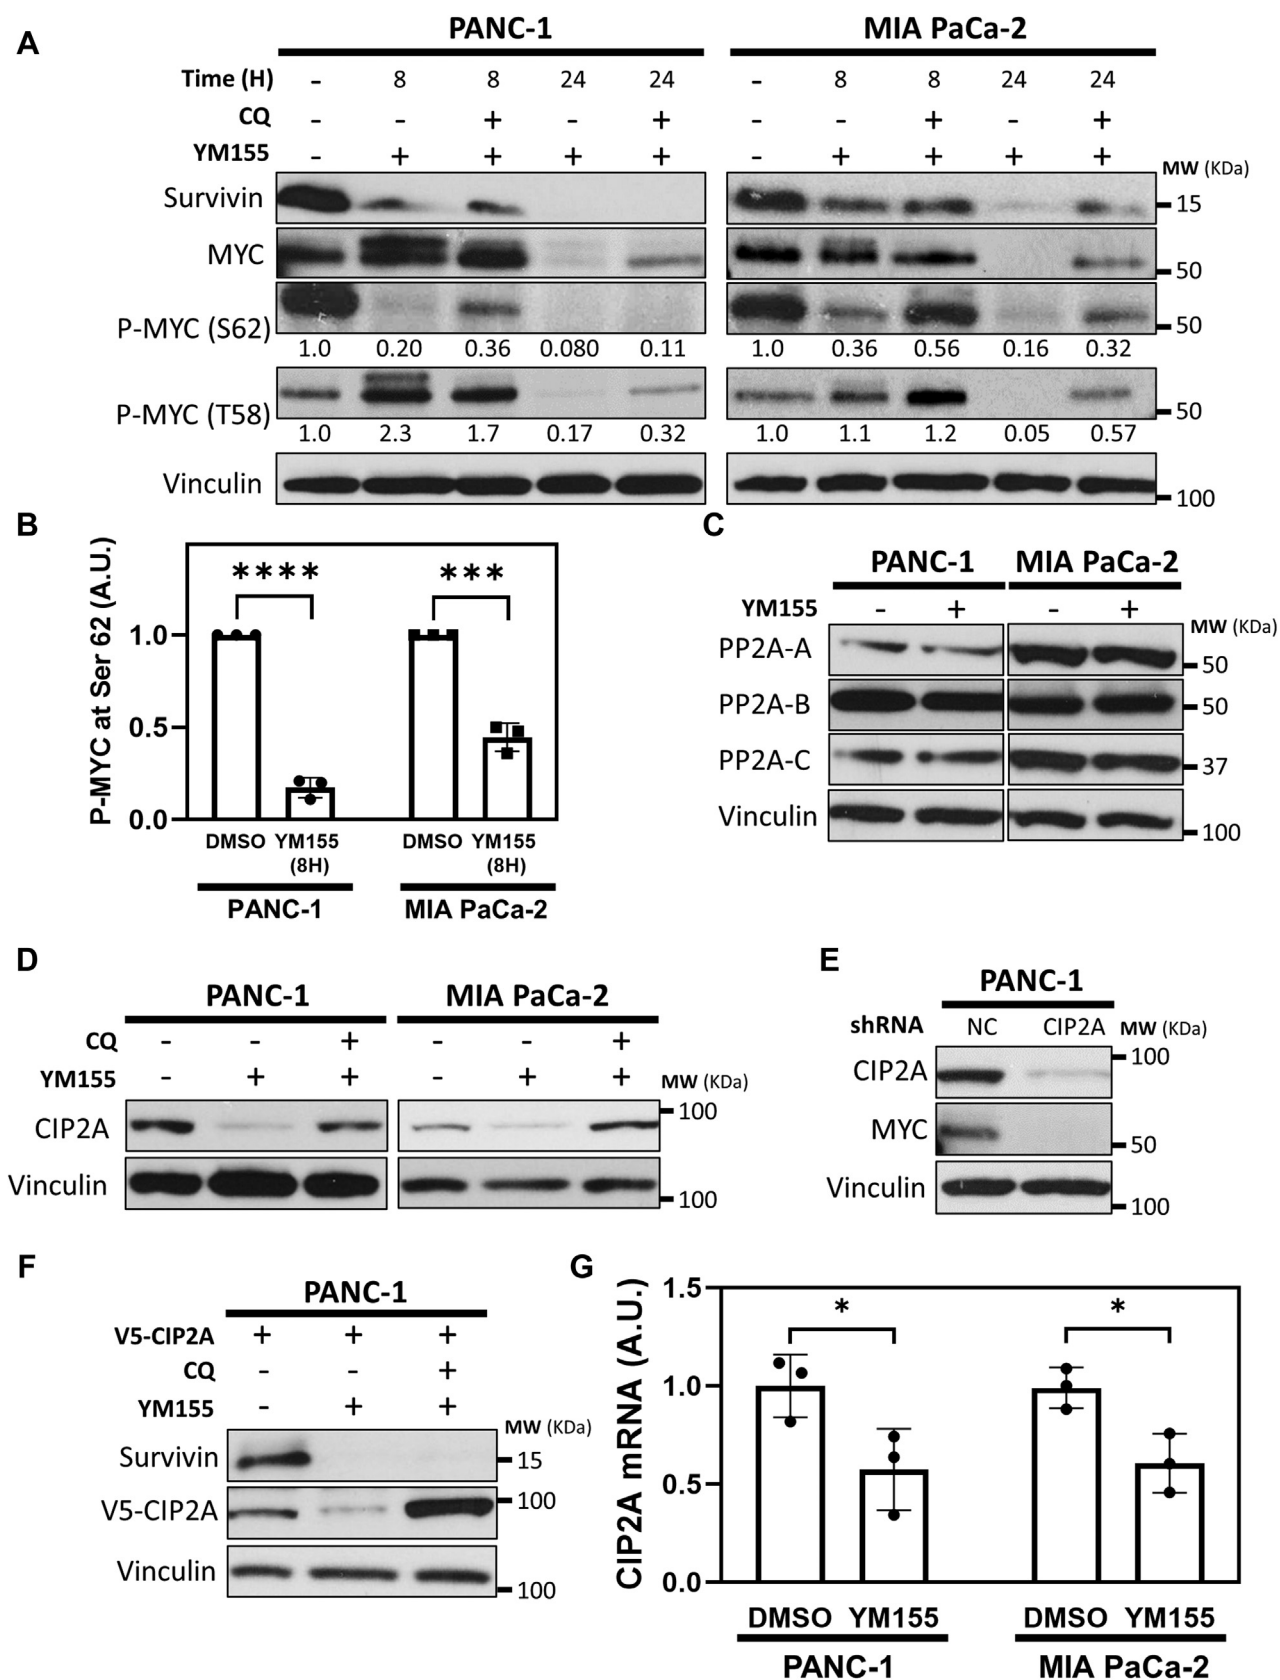 A
PANC-1 MIA PaCa-2
Time (H) - 8 8 24 24 - 8 8 24 24
CQ - - + - + - - + - +
YM155 - + + + + - + + + +
MW (KDa)
Survivin 15
MYC 50
P-MYC (S62) 50
1.0 0.20 0.36 0.080 0.11 1.0 0.36 0.56 0.16 0.32
P-MYC (T58) 50
1.0 2.3 1.7 0.17 0.32 1.0 1.1 1.2 0.05 0.57
Vinculin 100
B
P-MYC at Ser 62 (A.U.)
**** ***
1.0
0.5
0.0
DMSO YM155 DMSO YM155
(8H) (8H)
PANC-1 MIA PaCa-2
C
PANC-1 MIA PaCa-2
YM155 - + - +
MW (KDa)
PP2A-A 50
PP2A-B 50
PP2A-C 37
Vinculin 100
D
PANC-1 MIA PaCa-2
CQ - - + - - +
YM155 - + + - + +
MW (KDa)
CIP2A 100
Vinculin 100
E
PANC-1
shRNA NC CIP2A MW (KDa)
CIP2A 100
MYC 50
Vinculin 100
F
PANC-1
V5-CIP2A + + +
CQ - - +
YM155 - + +
MW (KDa)
Survivin 15
V5-CIP2A 100
Vinculin 100
G
CIP2A mRNA (A.U.)
1.5
* *
1.0
0.5
0.0
DMSO YM155 DMSO YM155
PANC-1 MIA PaCa-2